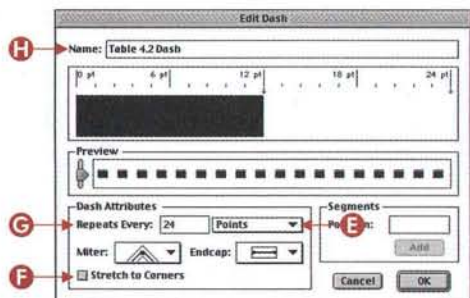 Edit Dash
H
Name: Table 4.2 Dash
0 pt 6 pt 12 pt 18 pt 24 pt
Preview
Dash Attributes
Segments
G
Repeats Every: 24 Points
E
Miter: Endcap:
Add
F
Stretch to Corners
Cancel OK